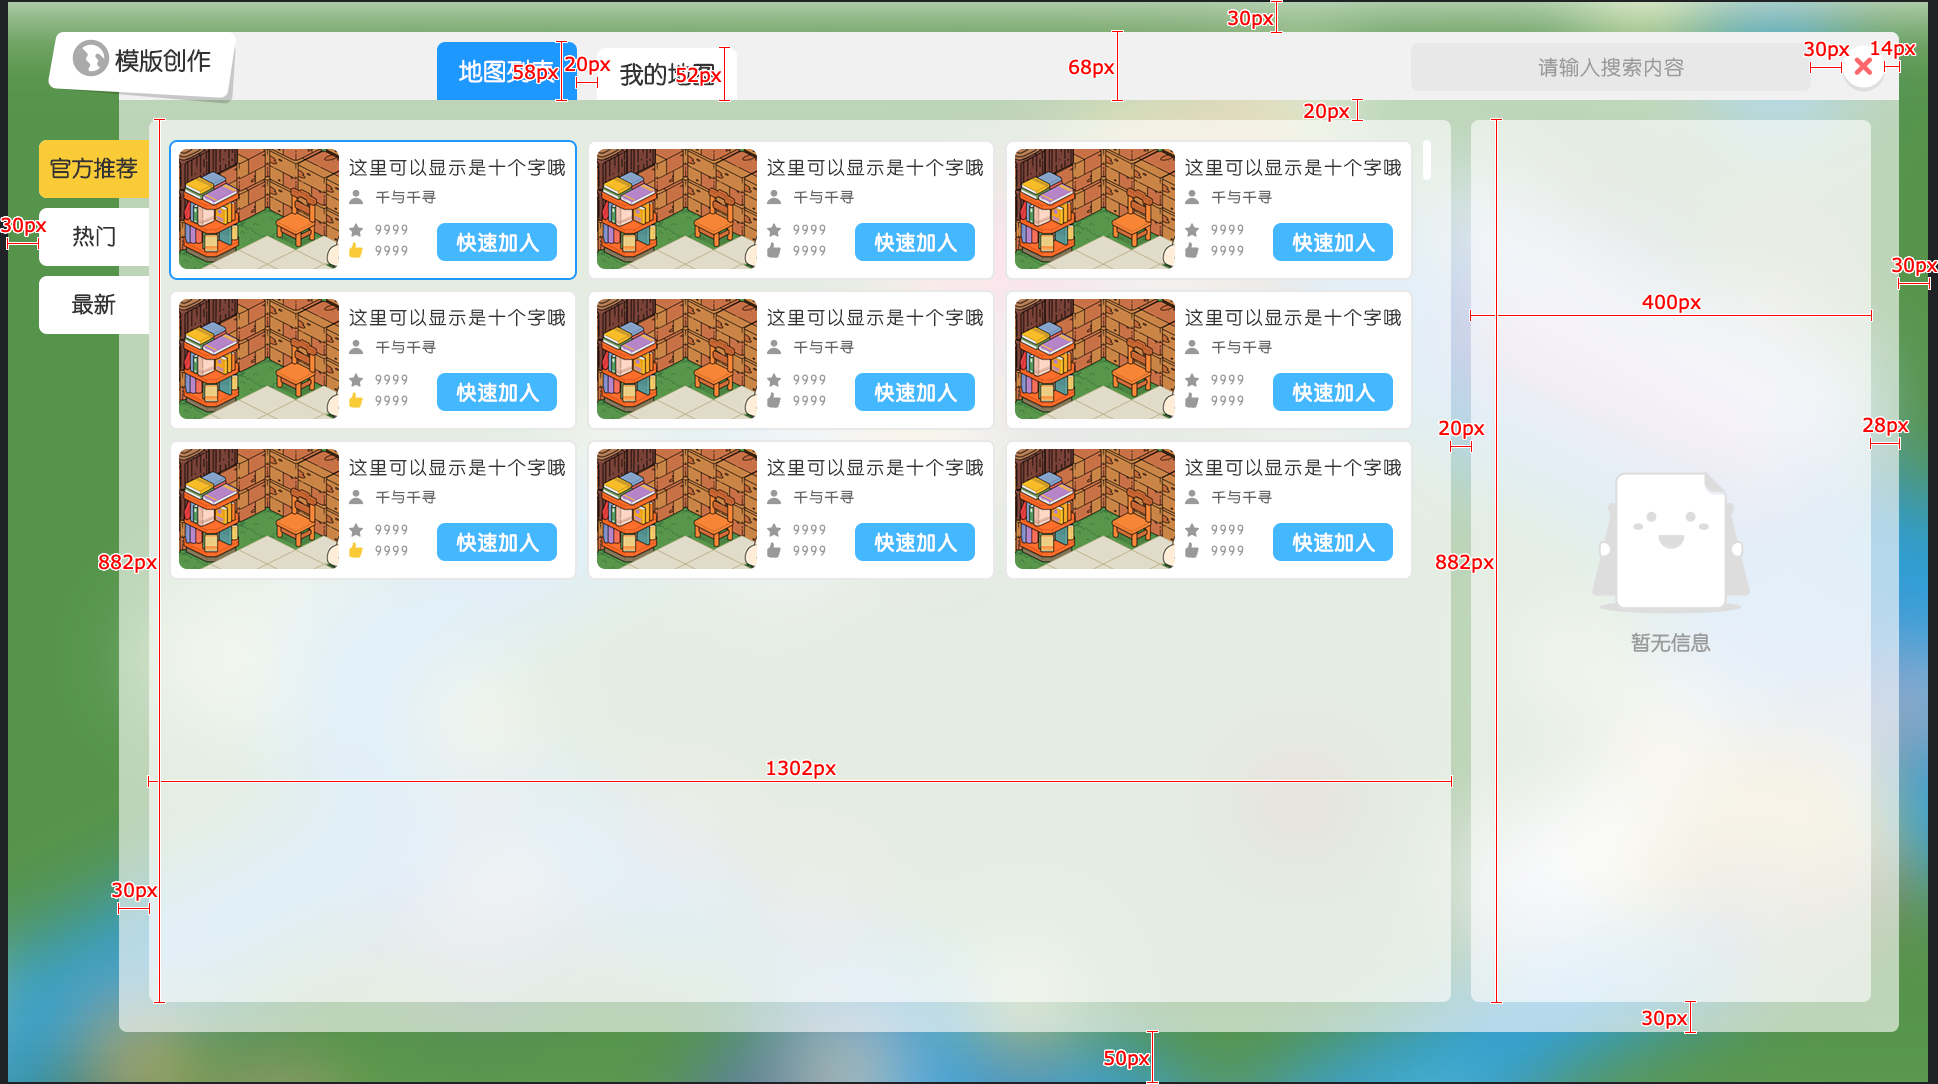 30px
模版创作
地图列表
58px
20px
我的地图
52px
68px
请输入搜索内容
30px
14px
20px
官方推荐
热门
最新
30px
这里可以显示是十个字哦
千与千寻
9999
9999
快速加入
这里可以显示是十个字哦
千与千寻
9999
9999
快速加入
这里可以显示是十个字哦
千与千寻
9999
9999
快速加入
30px
400px
这里可以显示是十个字哦
千与千寻
9999
9999
快速加入
这里可以显示是十个字哦
千与千寻
9999
9999
快速加入
这里可以显示是十个字哦
千与千寻
9999
9999
快速加入
20px
28px
这里可以显示是十个字哦
千与千寻
9999
9999
快速加入
这里可以显示是十个字哦
千与千寻
9999
9999
快速加入
这里可以显示是十个字哦
千与千寻
9999
9999
快速加入
882px
882px
暂无信息
1302px
30px
30px
50px